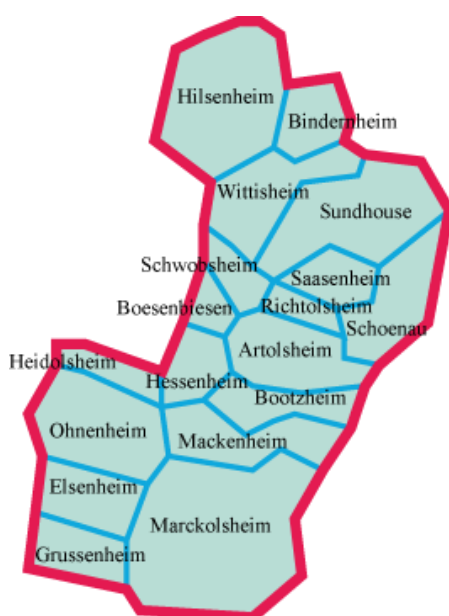 Hilsenheim
Bindernheim
Wittisheim
Sundhouse
Schwobsheim
Saasenheim
Boesenbiesen
Richtolsheim
Schoenau
Artolsheim
Heidolsheim
Hessenheim
Bootzheim
Ohnenheim
Mackenheim
Elsenheim
Marckolsheim
Grussenheim